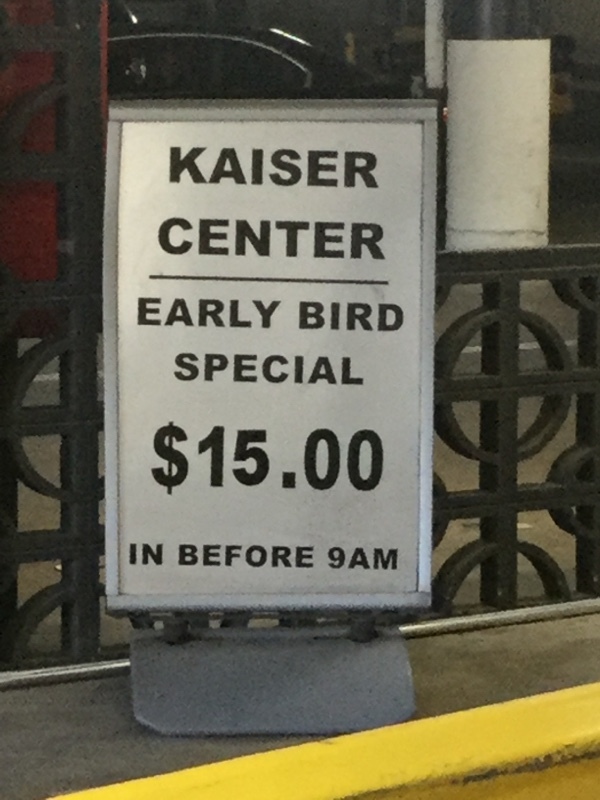 KAISER
CENTER
EARLY BIRD
SPECIAL
$15.00
IN BEFORE 9AM